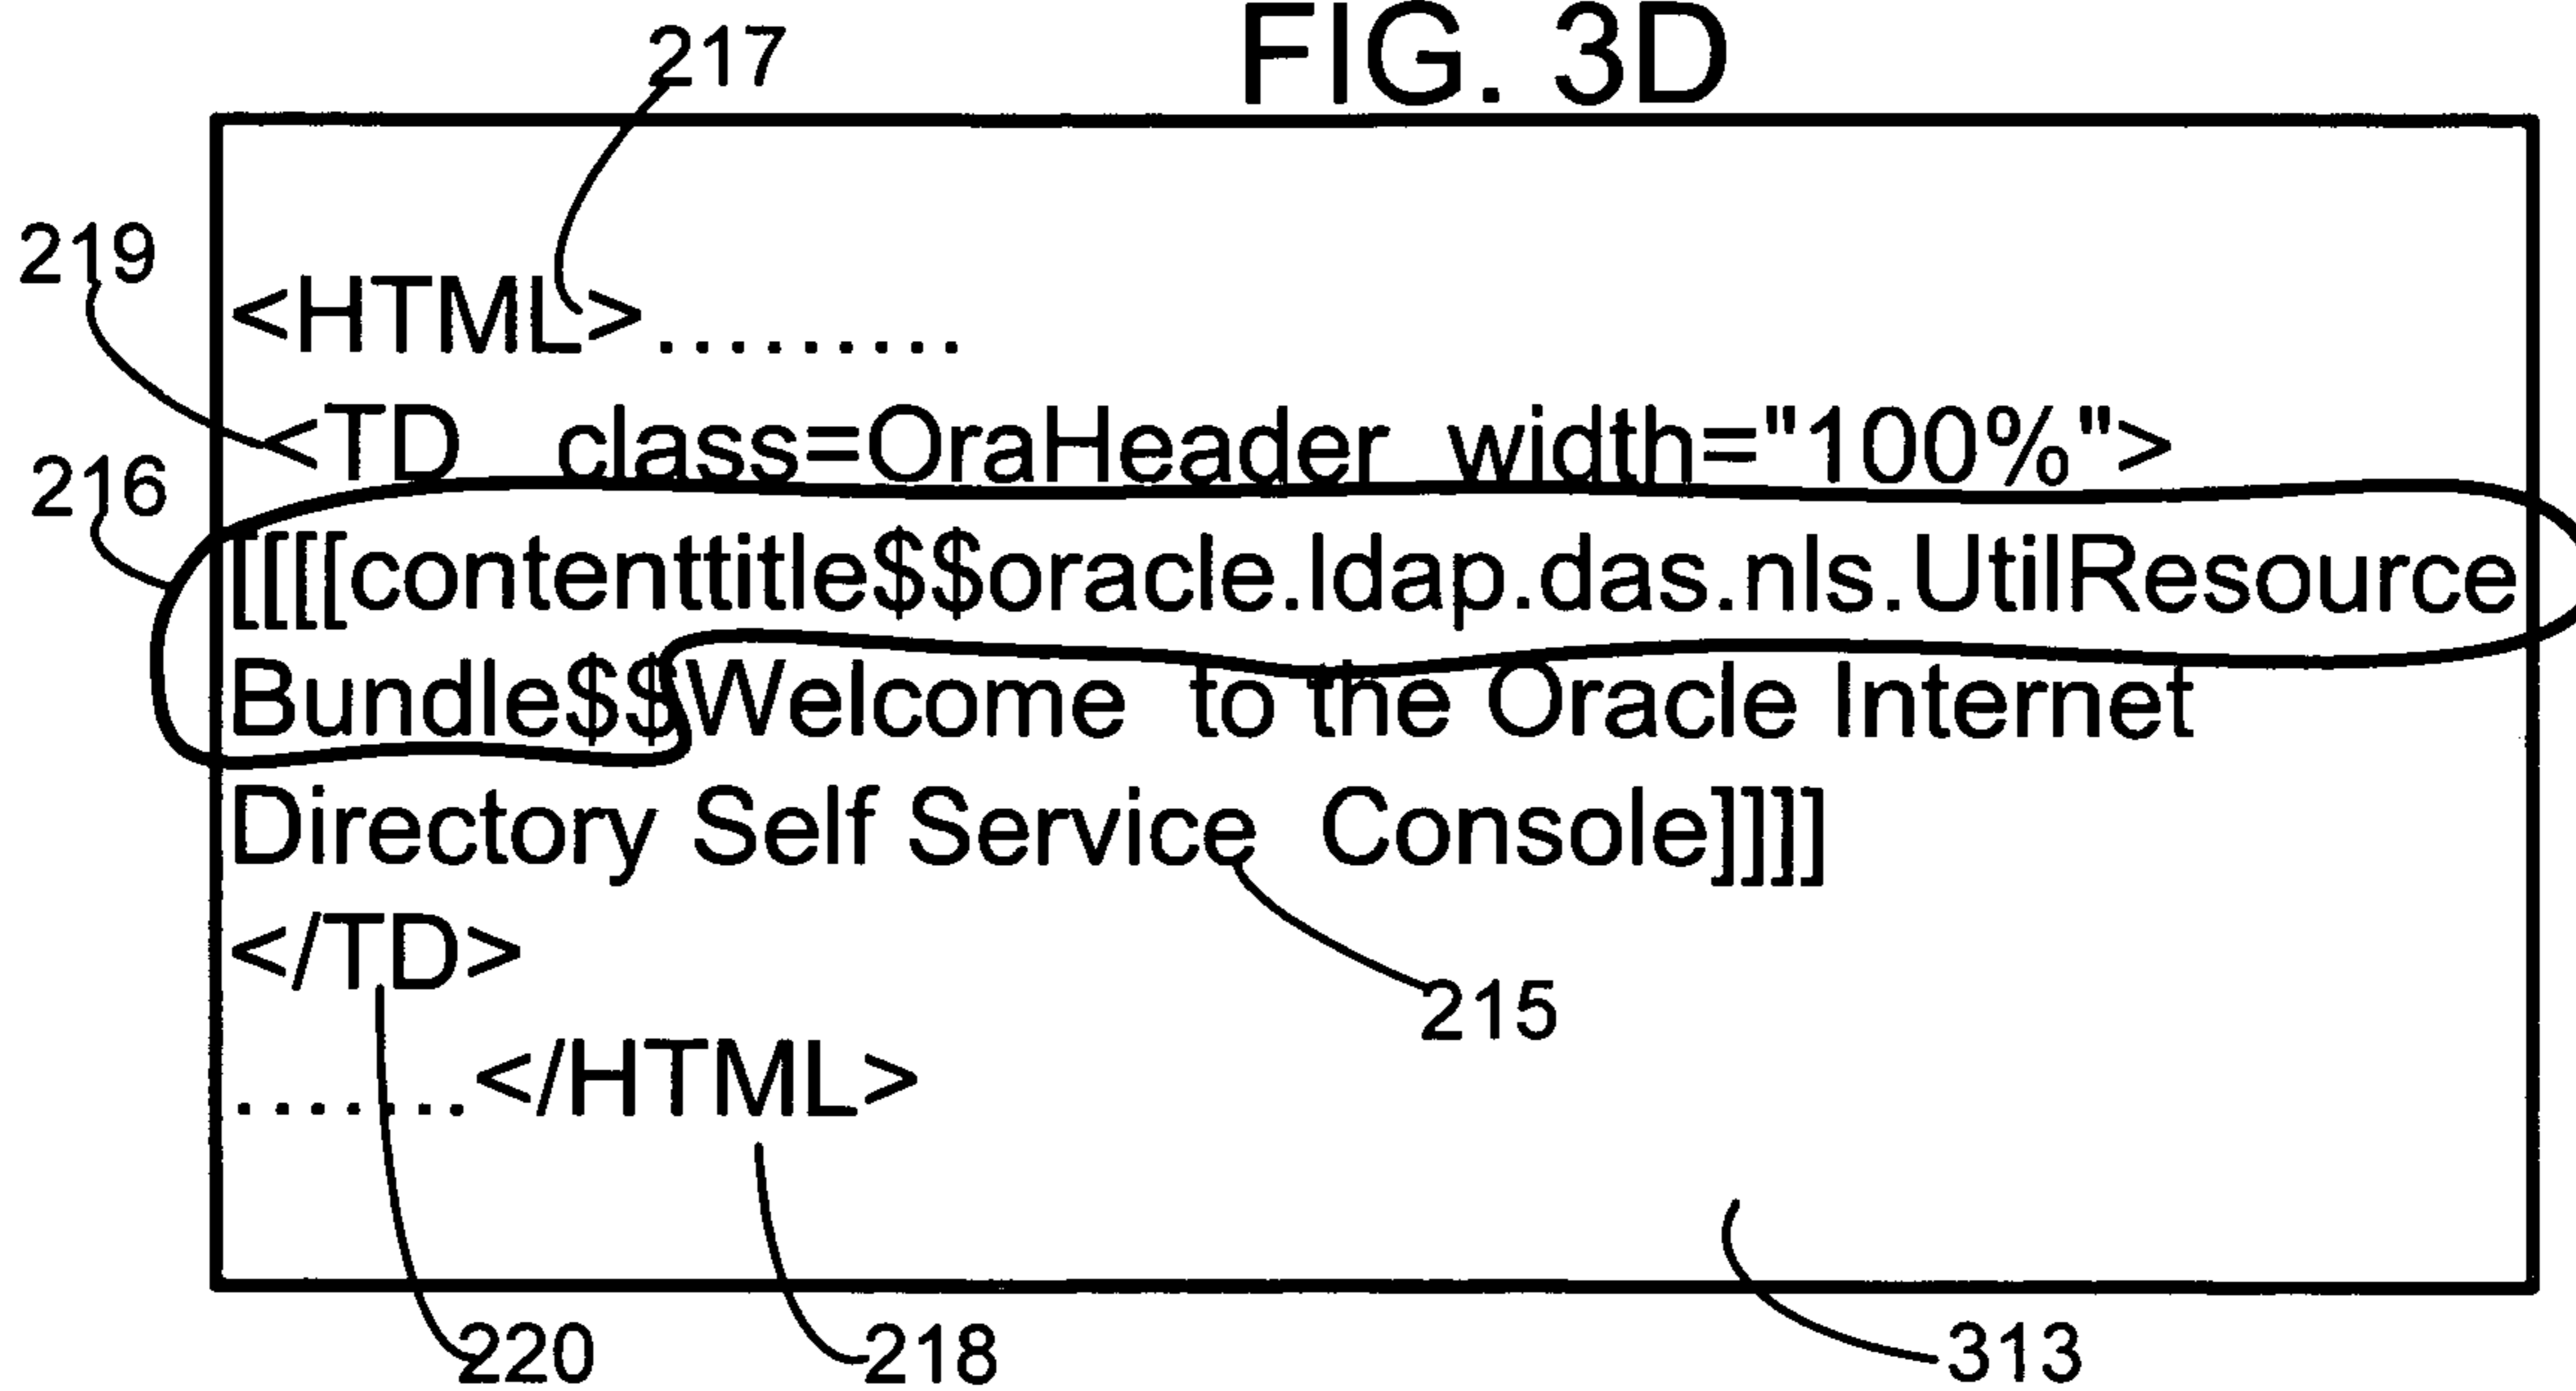 FIG. 3D
217
219
<HTML>.........
<TD class=OraHeader width="100%">
216
[[[[contenttitle$$oracle.ldap.das.nls.UtilResource
Bundle$$Welcome to the Oracle Internet
Directory Self Service Console]]]]
</TD>
215
.......</HTML>
220
218
313